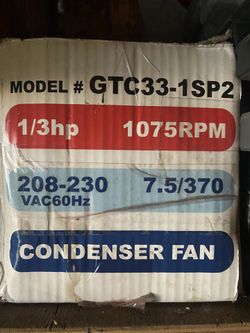 MODEL # GTC33-1SP2
1/3hp 1075RPM
208-230 7.5/370
VAC60Hz
CONDENSER FAN